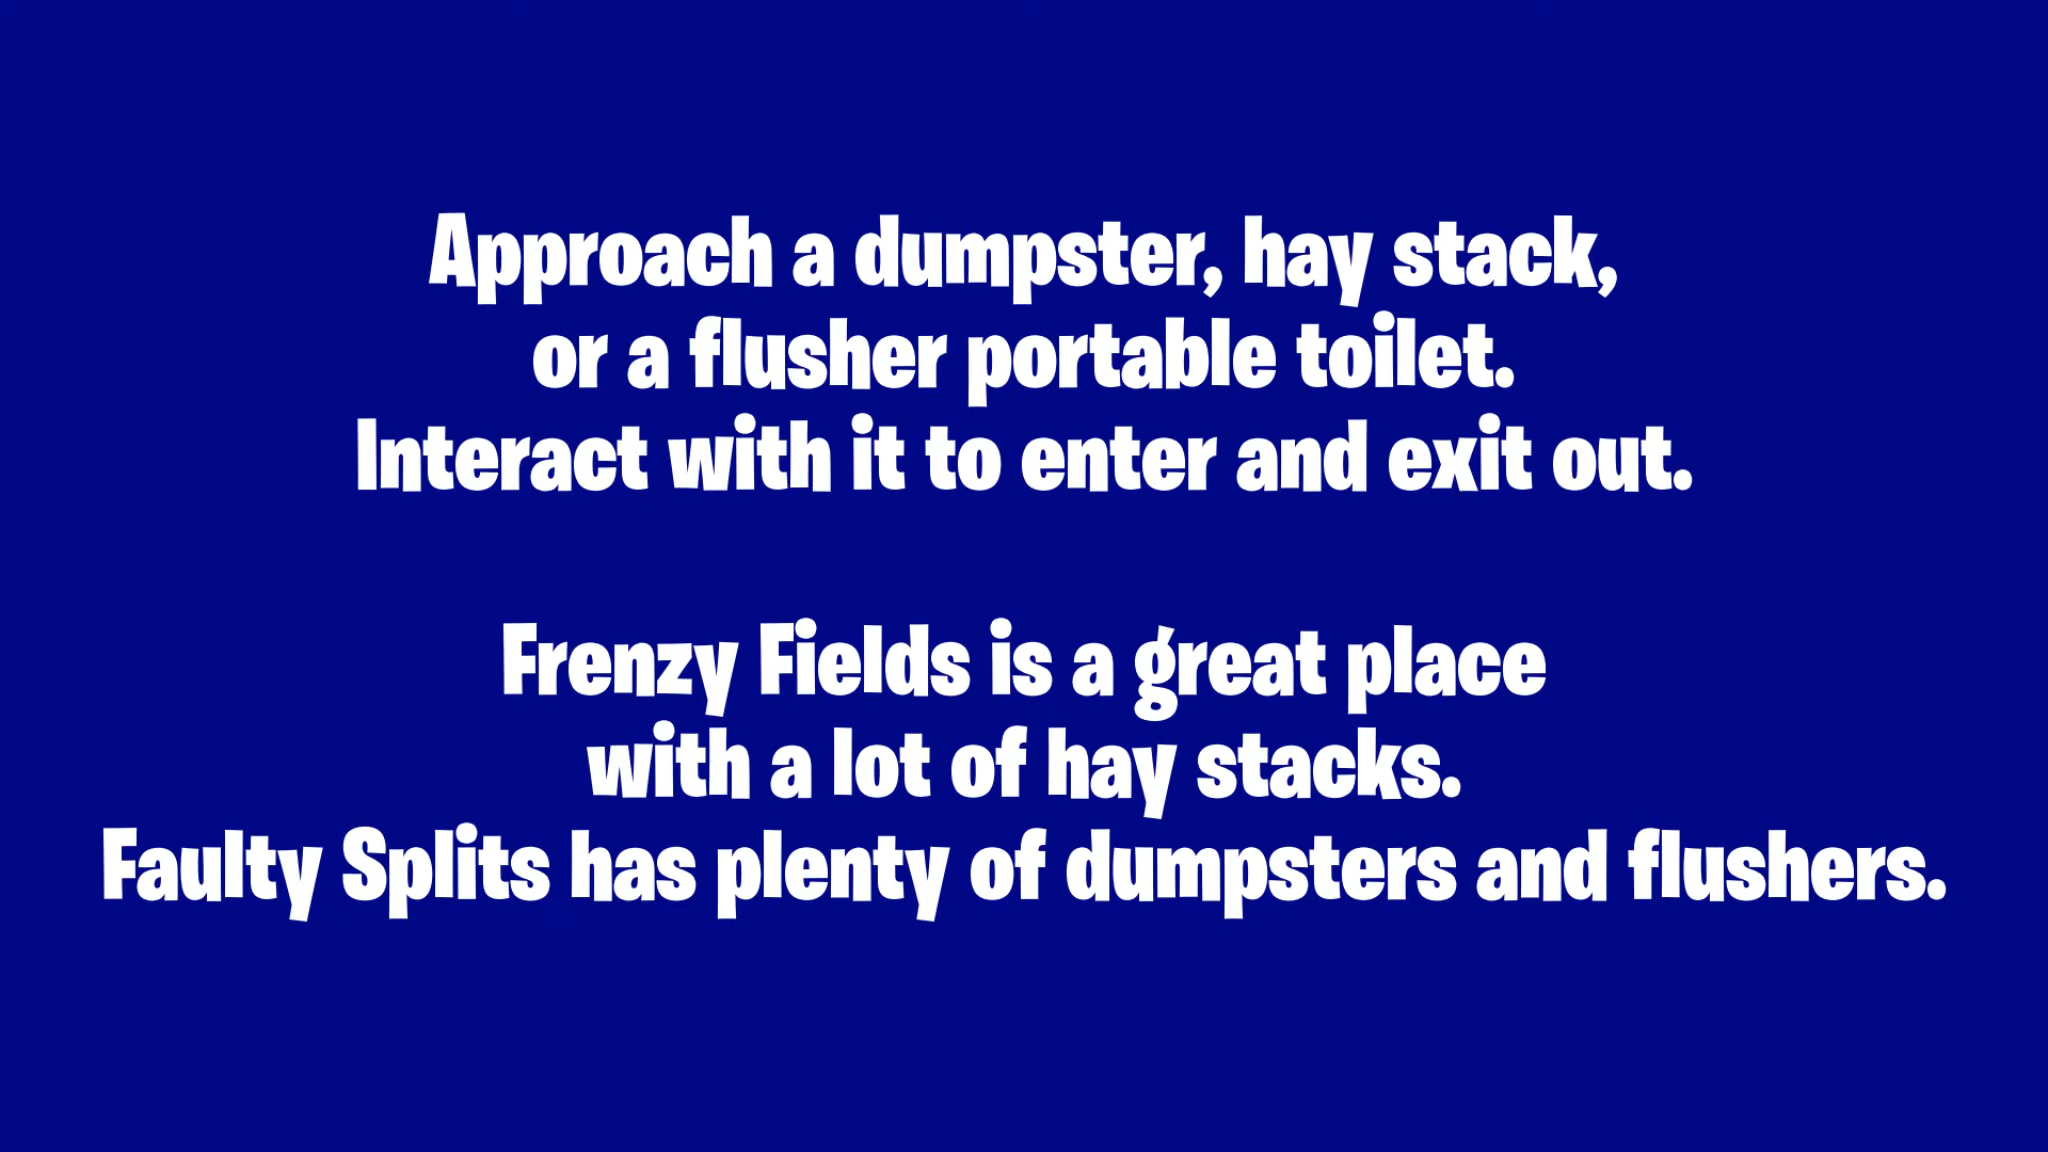 Approach a dumpster, hay stack,
or a flusher portable toilet.
Interact with it to enter and exit out.
Frenzy Fields is a great place
with a lot of hay stacks.
Faulty Splits has plenty of dumpsters and flushers.